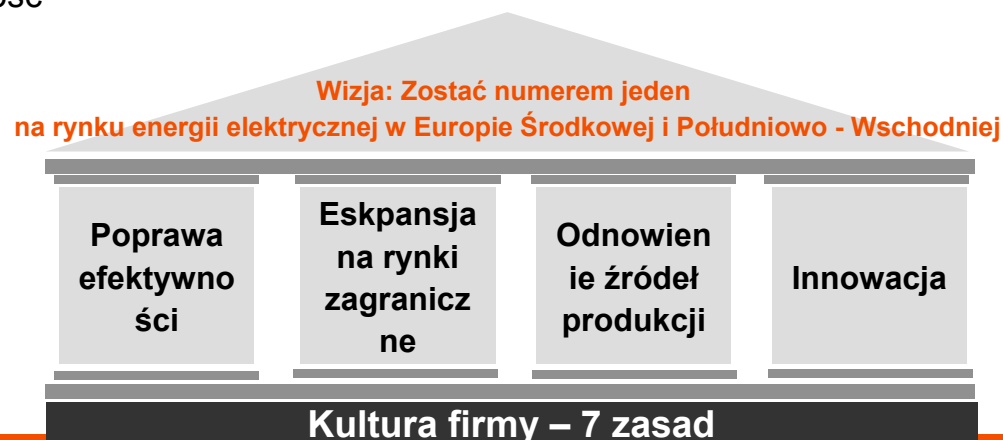 ość
Wizja: Zostać numerem jeden
na rynku energii elektrycznej w Europie Środkowej i Południowo - Wschodniej
Poprawa
efektywno
ści
Eskpansja
na rynki
zagranicz
ne
Odnowien
ie źródeł
produkcji
Innowacja
Kultura firmy – 7 zasad